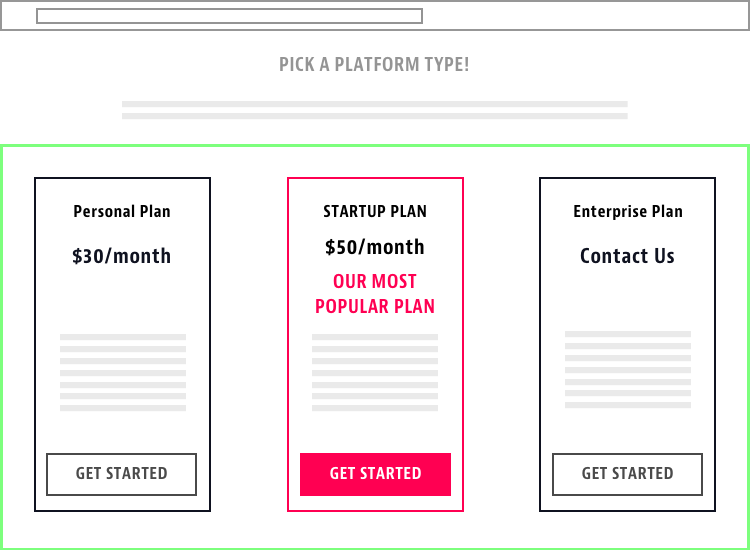 PICK A PLATFORM TYPE!
Personal Plan
$30/month
GET STARTED
STARTUP PLAN
$50/month
OUR MOST
POPULAR PLAN
GET STARTED
Enterprise Plan
Contact Us
GET STARTED